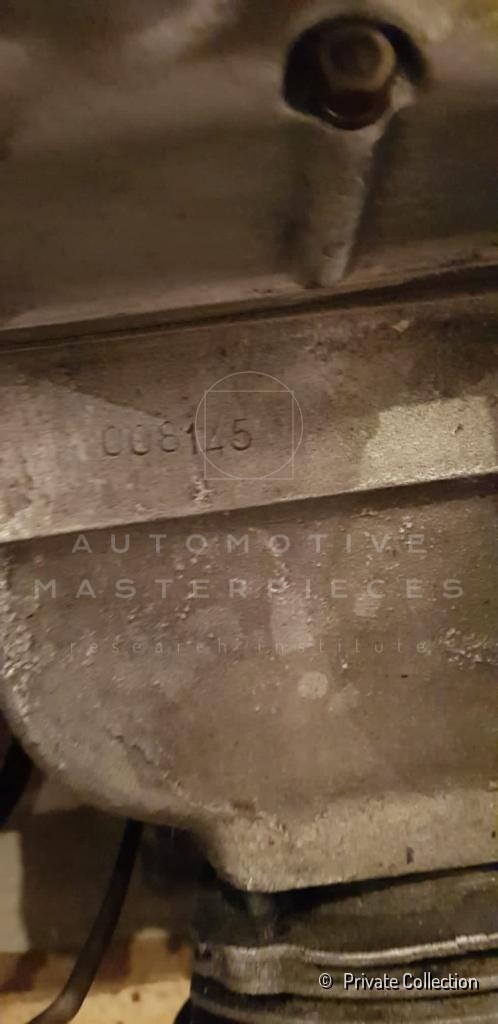 008145
AUTOMOTIVE
MASTERPIECES
research institute
© Private Collection